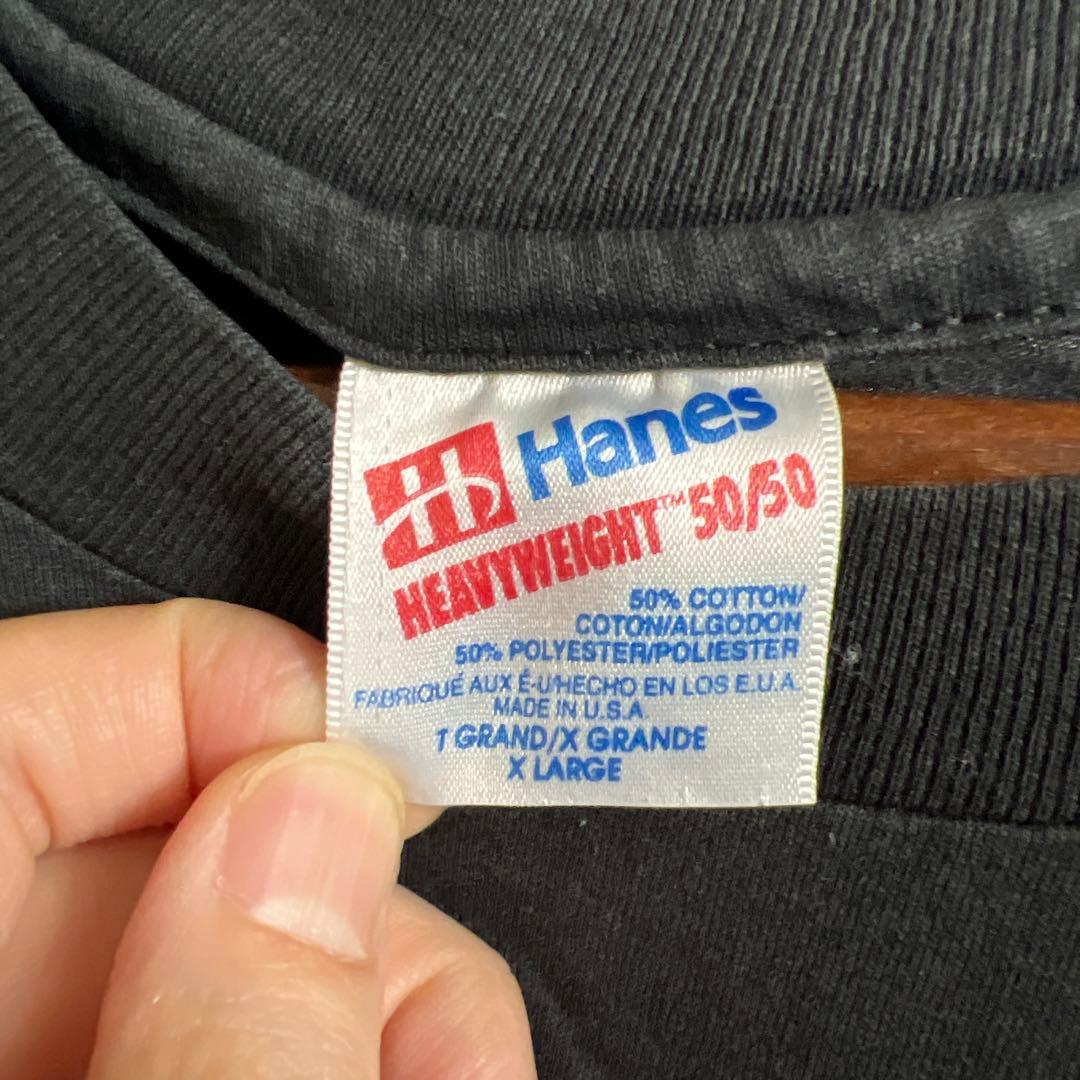 H Hanes
HEAVYWEIGHT™ 50/50
50% COTTON/
COTON/ALGODON
50% POLYESTER/POLIESTER
FABRIQUÉ AUX É-U/HECHO EN LOS E.U.A.
MADE IN U.S.A
1 GRAND/X GRANDE
X LARGE